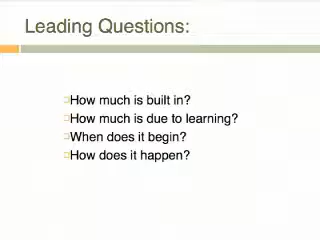 Leading Questions:
How much is built in?
How much is due to learning?
When does it begin?
How does it happen?